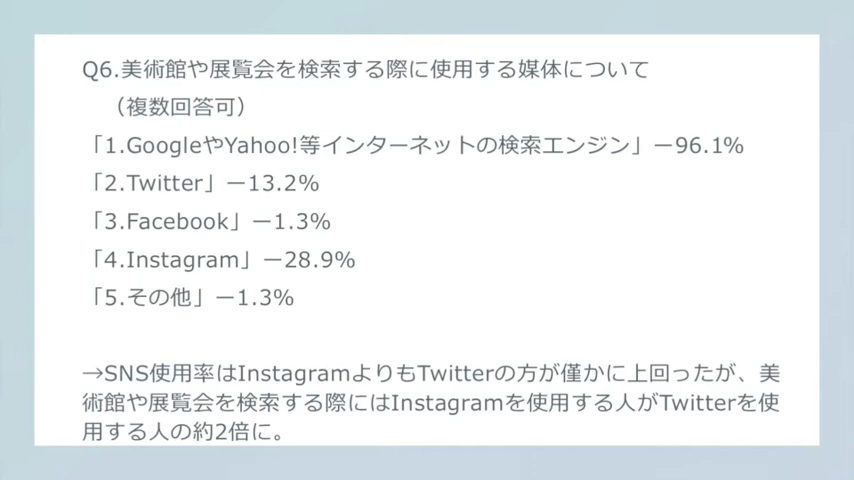 Q6.美術館や展覧会を検索する際に使用する媒体について
（複数回答可）
「1.GoogleやYahoo!等インターネットの検索エンジン」ー96.1%
「2.Twitter」ー13.2%
「3.Facebook」ー1.3%
「4.Instagram」ー28.9%
「5.その他」ー1.3%
→SNS使用率はInstagramよりもTwitterの方が僅かに上回ったが、美
術館や展覧会を検索する際にはInstagramを使用する人がTwitterを使
用する人の約2倍に。